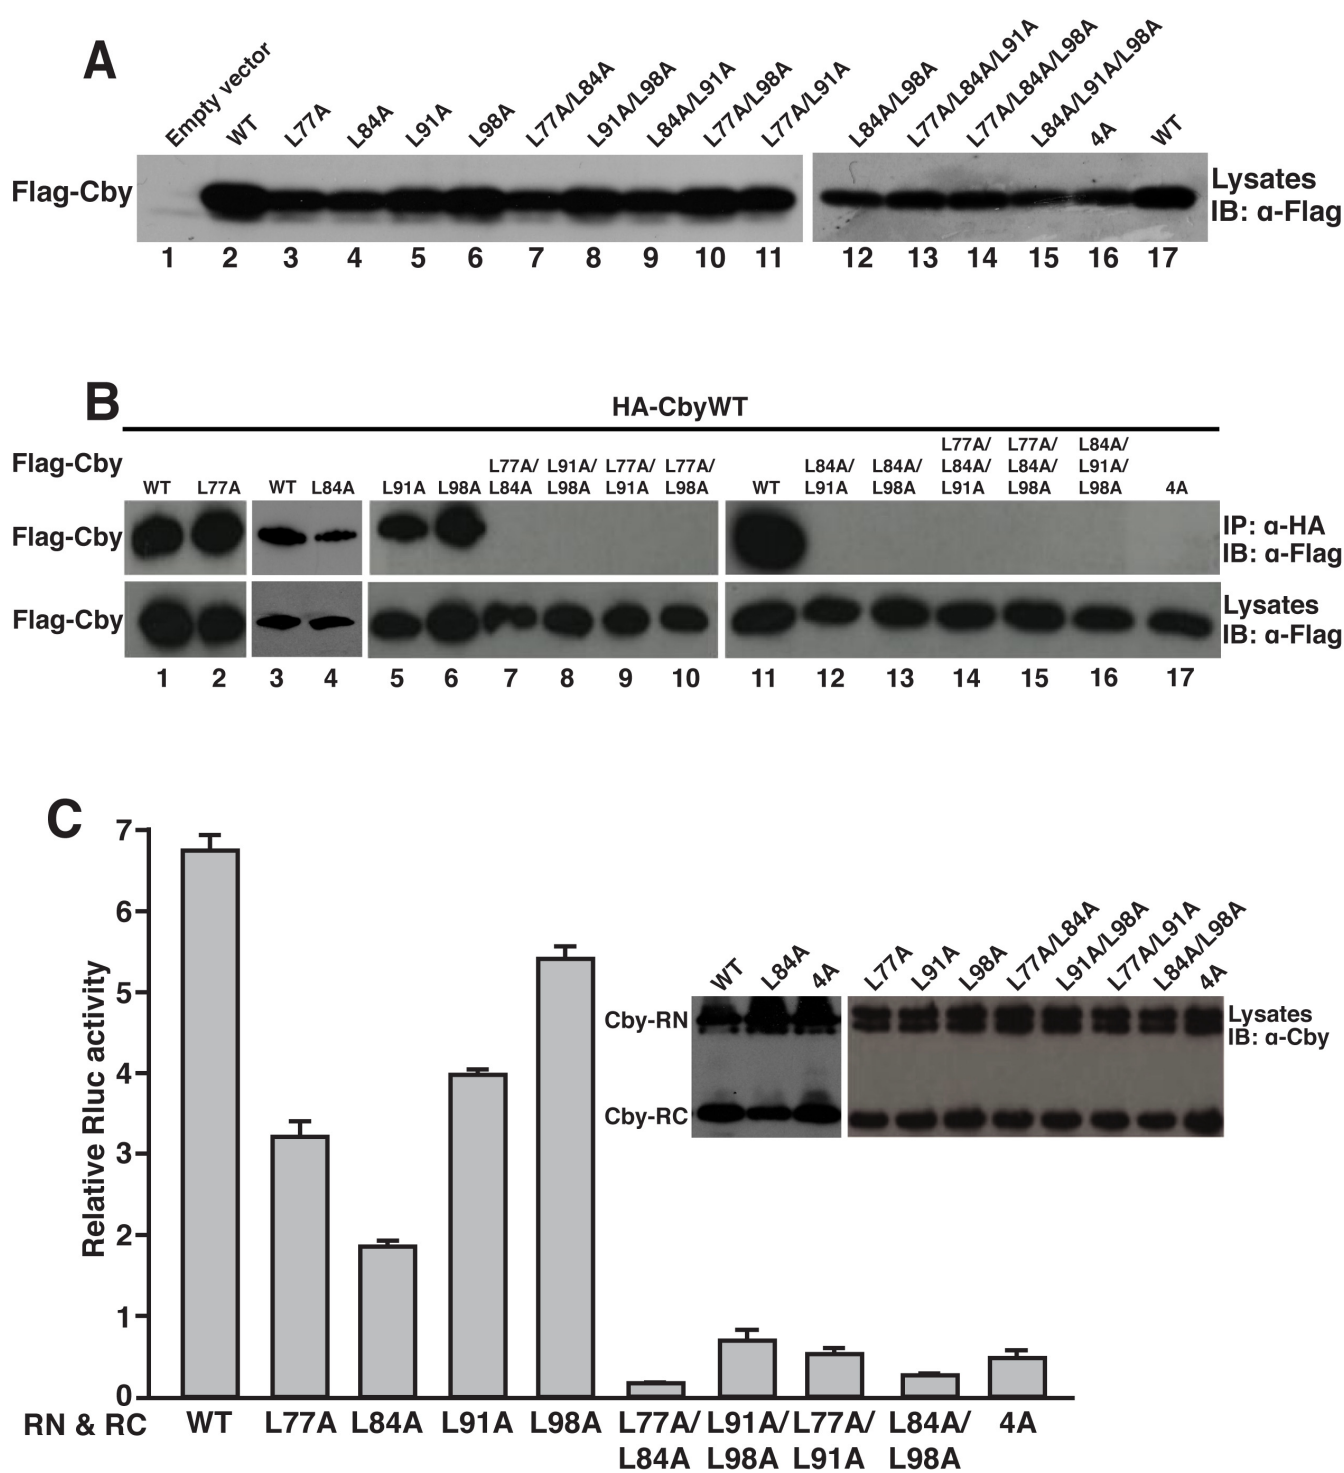 A
Empty vector
WT
L77A
L84A
L91A
L98A
L77A/L84A
L91A/L98A
L84A/L91A
L77A/L98A
L77A/L91A
L84A/L98A
L77A/L84A/L91A
L77A/L84A/L98A
L84A/L91A/L98A
4A
WT
Flag-Cby
Lysates
IB: α-Flag
1 2 3 4 5 6 7 8 9 10 11 12 13 14 15 16 17
B
HA-CbyWT
Flag-Cby
WT
L77A
WT
L84A
L91A
L98A
L77A/
L84A
L91A/
L98A
L77A/
L91A
L77A/
L98A
WT
L84A/
L91A
L84A/
L98A
L77A/
L84A/
L91A
L77A/
L84A/
L98A
L84A/
L91A/
L98A
4A
Flag-Cby
IP: α-HA
IB: α-Flag
Flag-Cby
Lysates
IB: α-Flag
1 2 3 4 5 6 7 8 9 10 11 12 13 14 15 16 17
C
Relative Rluc activity
7
6
5
4
3
2
1
0
WT
L84A
4A
L77A
L91A
L98A
L77A/L84A
L91A/L98A
L77A/L91A
L84A/L98A
4A
Cby-RN
Cby-RC
Lysates
IB: α-Cby
RN & RC
WT
L77A
L84A
L91A
L98A
L77A/
L84A
L91A/
L98A
L77A/
L91A
L84A/
L98A
4A